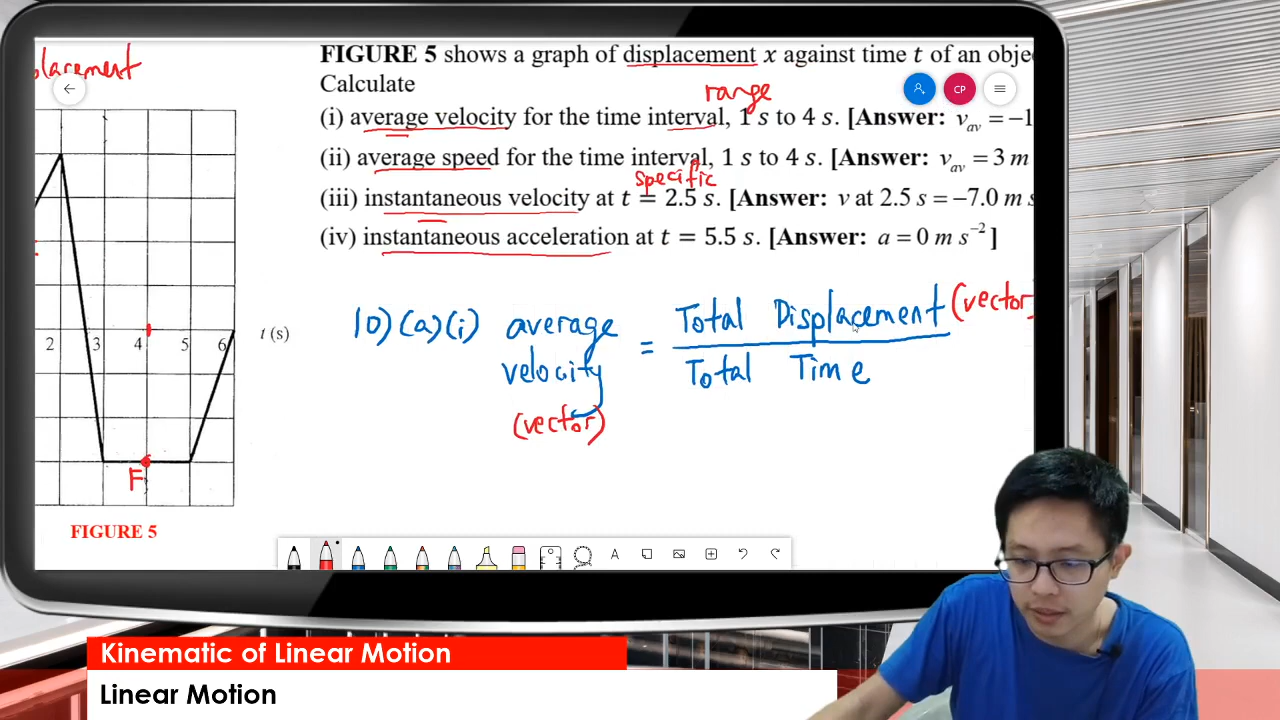 placement
FIGURE 5 shows a graph of displacement x against time t of an obje
Calculate
range
(i) average velocity for the time interval, 1 s to 4 s. [Answer: vav = −1
(ii) average speed for the time interval, 1 s to 4 s. [Answer: vav = 3 m
specific
(iii) instantaneous velocity at t = 2.5 s. [Answer: v at 2.5 s = −7.0 m s
(iv) instantaneous acceleration at t = 5.5 s. [Answer: a = 0 m s⁻²]
CP
10)(a)(i) average velocity = Total Displacement (vector)
Total Time
(vector)
2 3 4 5 6 t (s)
F
FIGURE 5
A
Kinematic of Linear Motion
Linear Motion